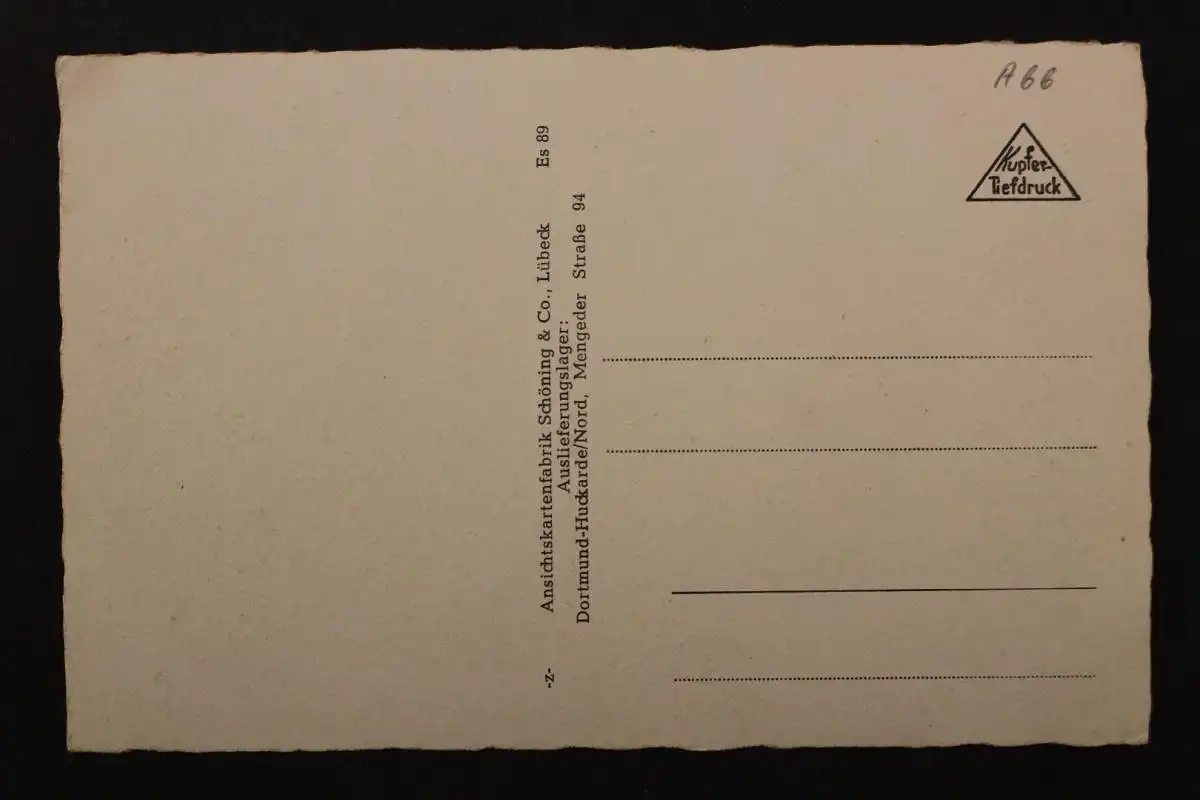 A66
Kupfer-
Tiefdruck
-z- Ansichtskartenfabrik Schöning & Co., Lübeck Es 89
Auslieferungslager:
Dortmund-Huckarde/Nord, Mengeder Straße 94